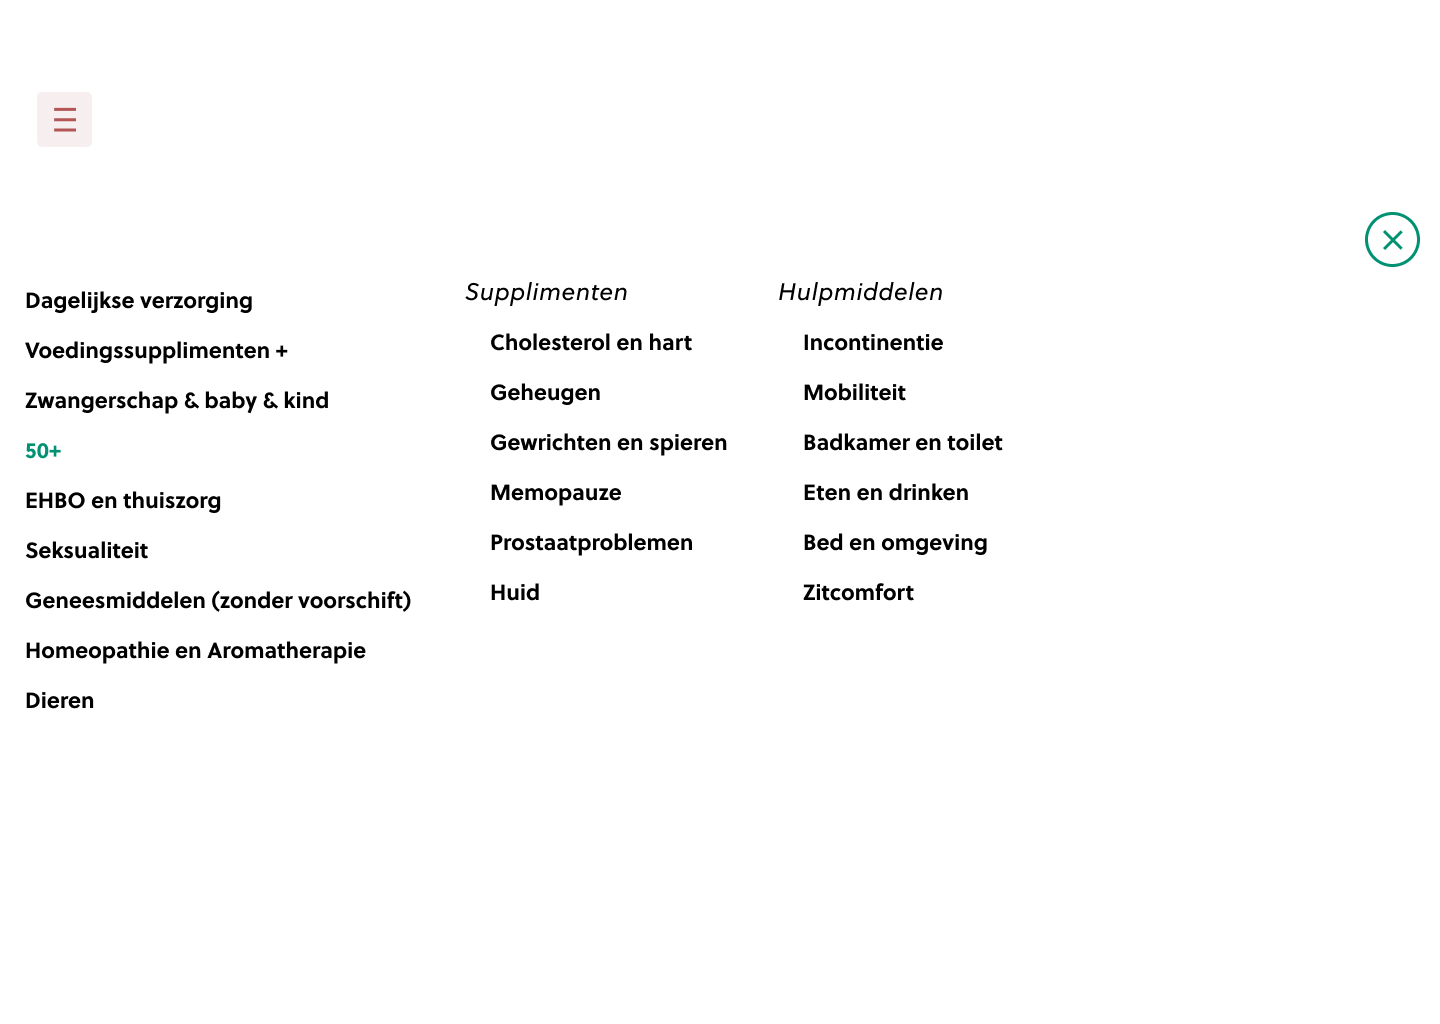 Dagelijkse verzorging
Voedingssupplimenten +
Zwangerschap & baby & kind
50+
EHBO en thuiszorg
Seksualiteit
Geneesmiddelen (zonder voorschift)
Homeopathie en Aromatherapie
Dieren
Supplimenten
Cholesterol en hart
Geheugen
Gewrichten en spieren
Memopauze
Prostaatproblemen
Huid
Hulpmiddelen
Incontinentie
Mobiliteit
Badkamer en toilet
Eten en drinken
Bed en omgeving
Zitcomfort